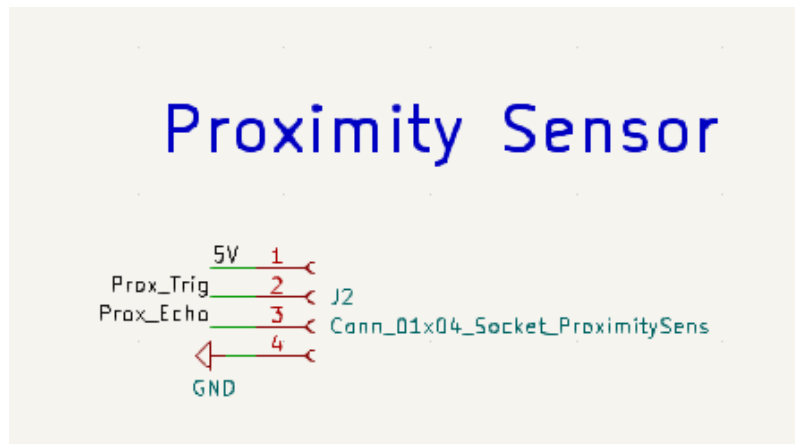 Proximity Sensor
5V 1
Prox_Trig 2
J2
Prox_Echo 3
Conn_01x04_Socket_ProximitySens
4
GND